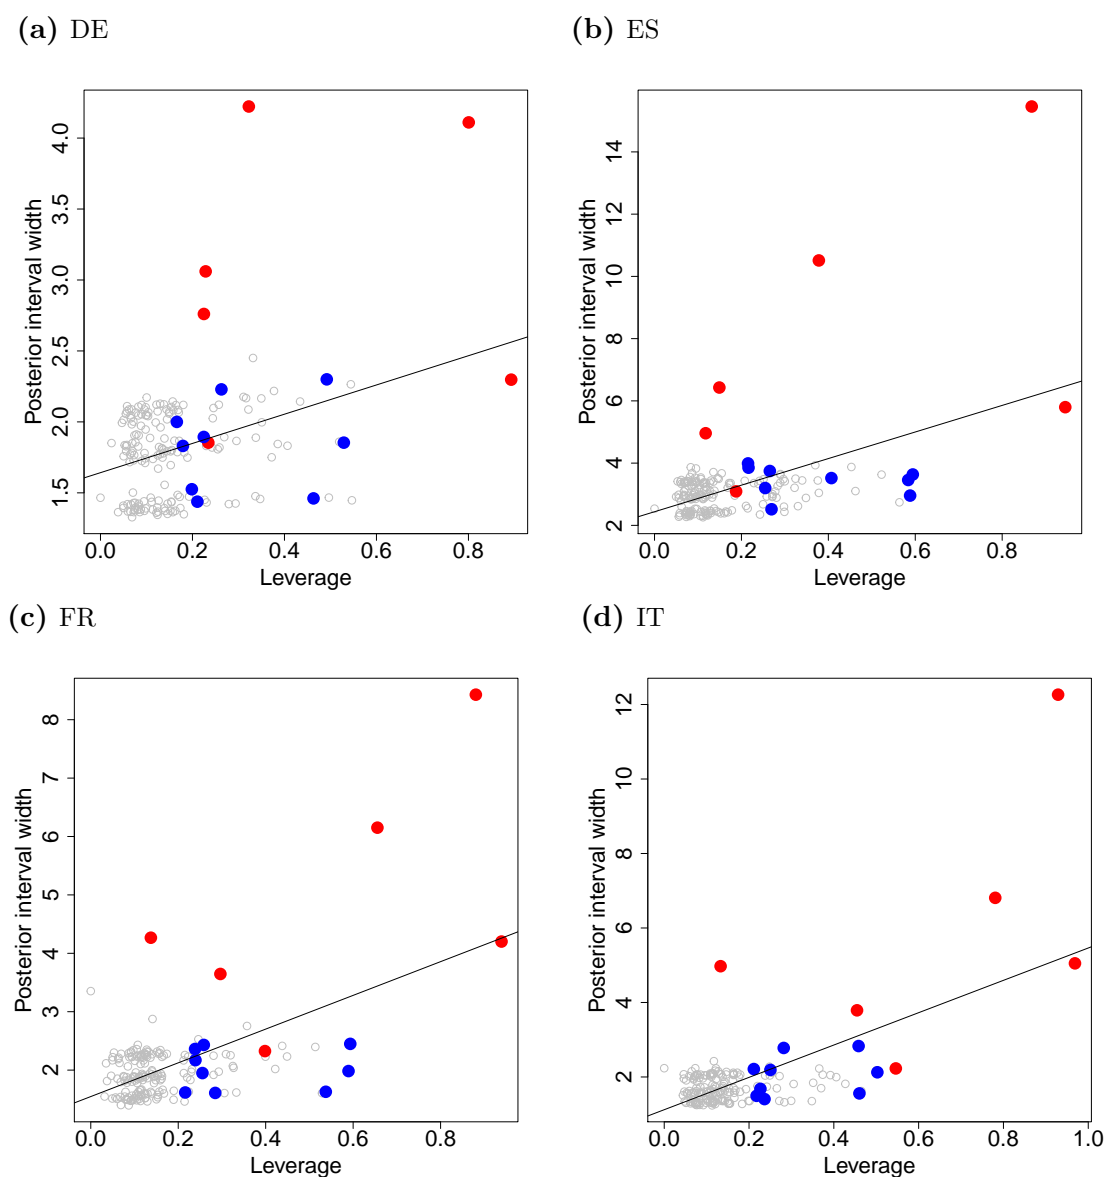 (a) DE
(b) ES
4.0
3.5
3.0
2.5
2.0
1.5
Posterior interval width
0.0 0.2 0.4 0.6 0.8
Leverage
14
12
10
8
6
4
2
Posterior interval width
0.0 0.2 0.4 0.6 0.8
Leverage
(c) FR
(d) IT
8
7
6
5
4
3
2
Posterior interval width
0.0 0.2 0.4 0.6 0.8
Leverage
12
10
8
6
4
2
Posterior interval width
0.0 0.2 0.4 0.6 0.8 1.0
Leverage